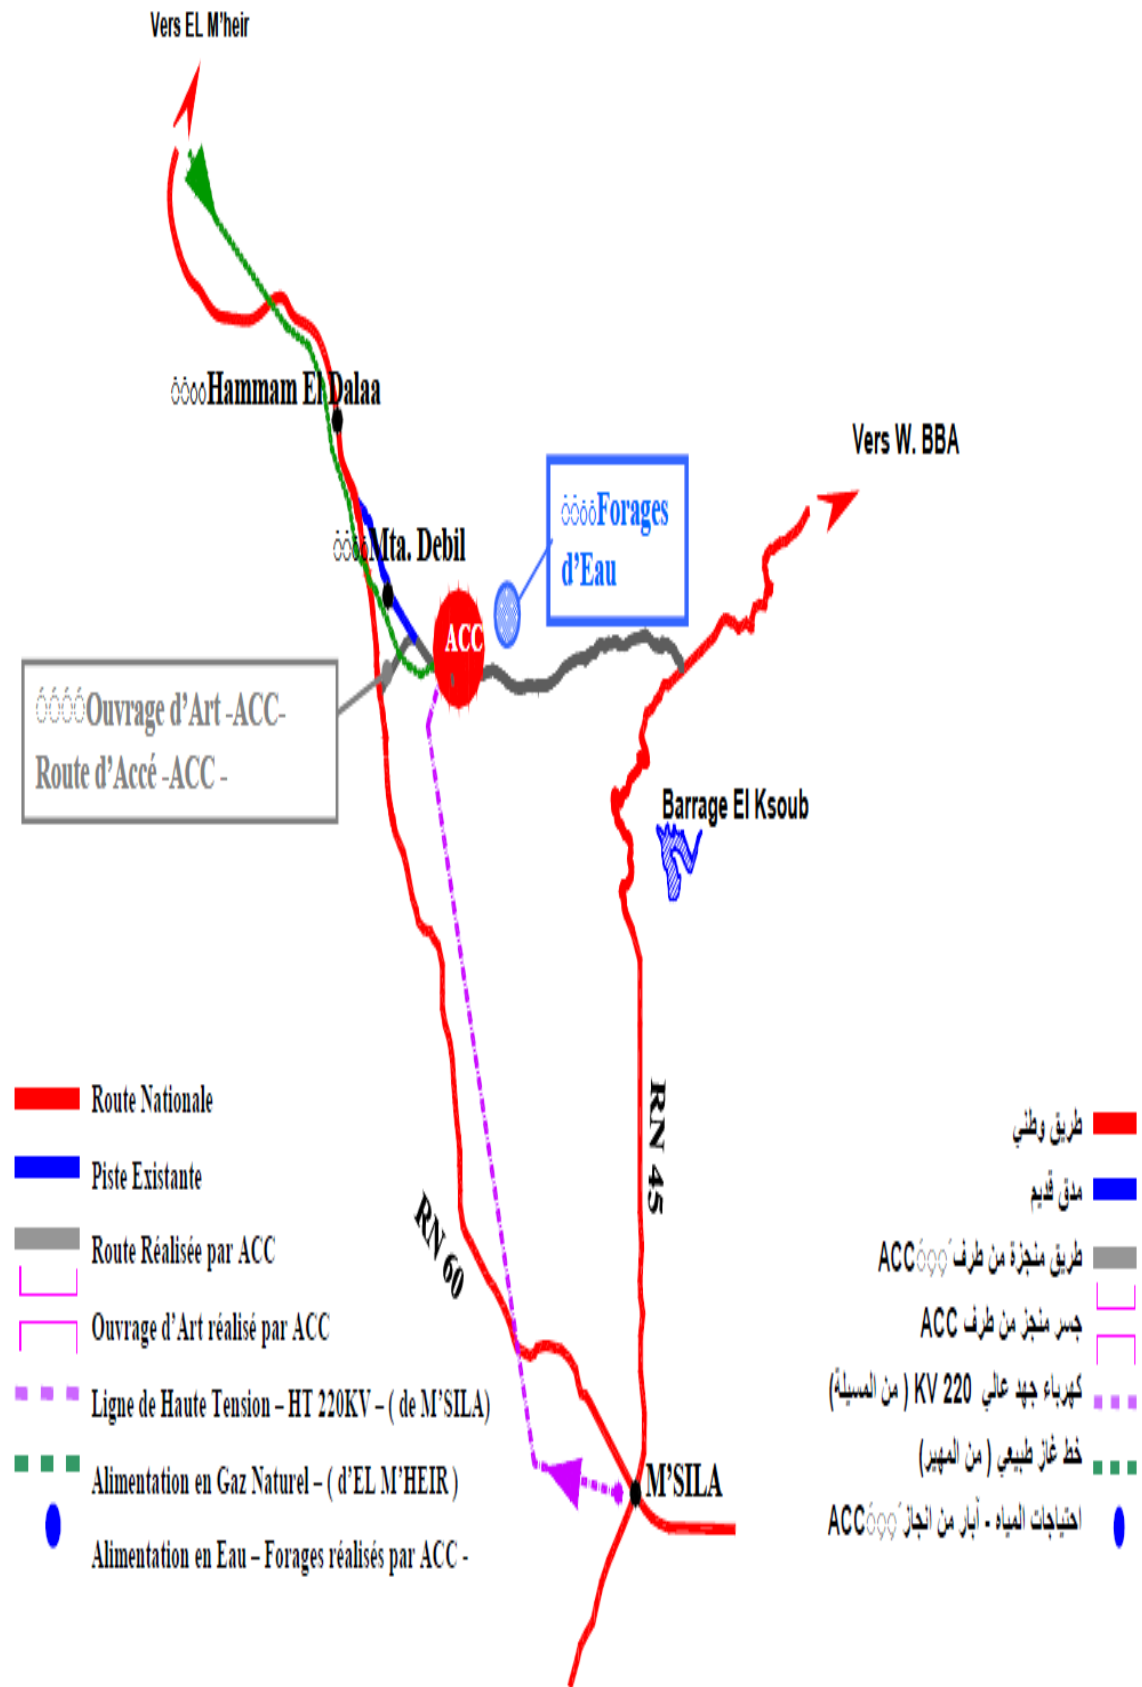 Vers EL M'heir
Hammam El Dalaa
Vers W. BBA
Forages
d'Eau
Mta. Debil
ACC
Ouvrage d'Art -ACC-
Route d'Accé -ACC -
Barrage El Ksoub
RN 45
RN 60
M'SILA
Route Nationale
Piste Existante
Route Réalisée par ACC
Ouvrage d'Art réalisé par ACC
Ligne de Haute Tension – HT 220KV – ( de M'SILA)
Alimentation en Gaz Naturel – ( d'EL M'HEIR )
Alimentation en Eau – Forages réalisés par ACC -
طريق وطني
مدق قديم
طريق منجزة من طرف ACC
جسر منجز من طرف ACC
كهرباء جهد عالي 220 KV ( من المسيلة)
خط غاز طبيعي ( من المهير)
احتياجات المياه - آبار من انجاز ACC